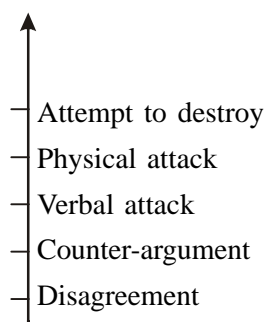 Attempt to destroy
Physical attack
Verbal attack
Counter-argument
Disagreement